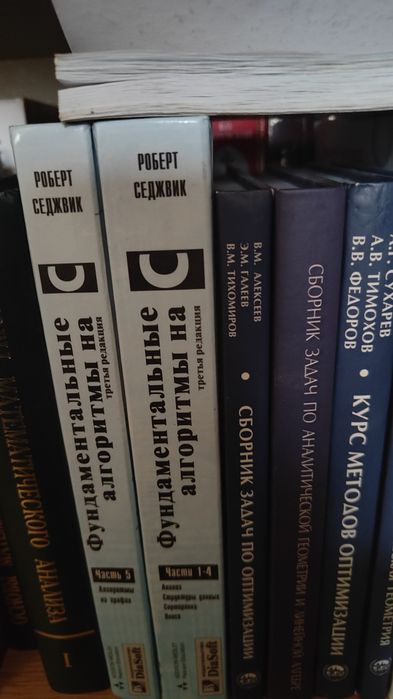 МАТЕМАТИЧЕСКОГО АНАЛИЗА
I
РОБЕРТ
СЕДЖВИК
C
Фундаментальные
алгоритмы на
третья редакция
Часть 5
Алгоритмы
на графах
DiaSoft
РОБЕРТ
СЕДЖВИК
C
Фундаментальные
алгоритмы на
третья редакция
Части 1-4
Анализ
Структуры данных
Сортировка
Поиск
DiaSoft
В.М. АЛЕКСЕЕВ
Э.М. ГАЛЕЕВ
В.М. ТИХОМИРОВ
СБОРНИК ЗАДАЧ ПО ОПТИМИЗАЦИИ
СБОРНИК ЗАДАЧ ПО АНАЛИТИЧЕСКОЙ ГЕОМЕТРИИ И ЛИНЕЙНОЙ АЛГЕБРЕ
СУХАРЕВ
А.В. ТИМОХОВ
В.В. ФЕДОРОВ
КУРС МЕТОДОВ ОПТИМИЗАЦИИ
ГЕОМЕТРИЯ